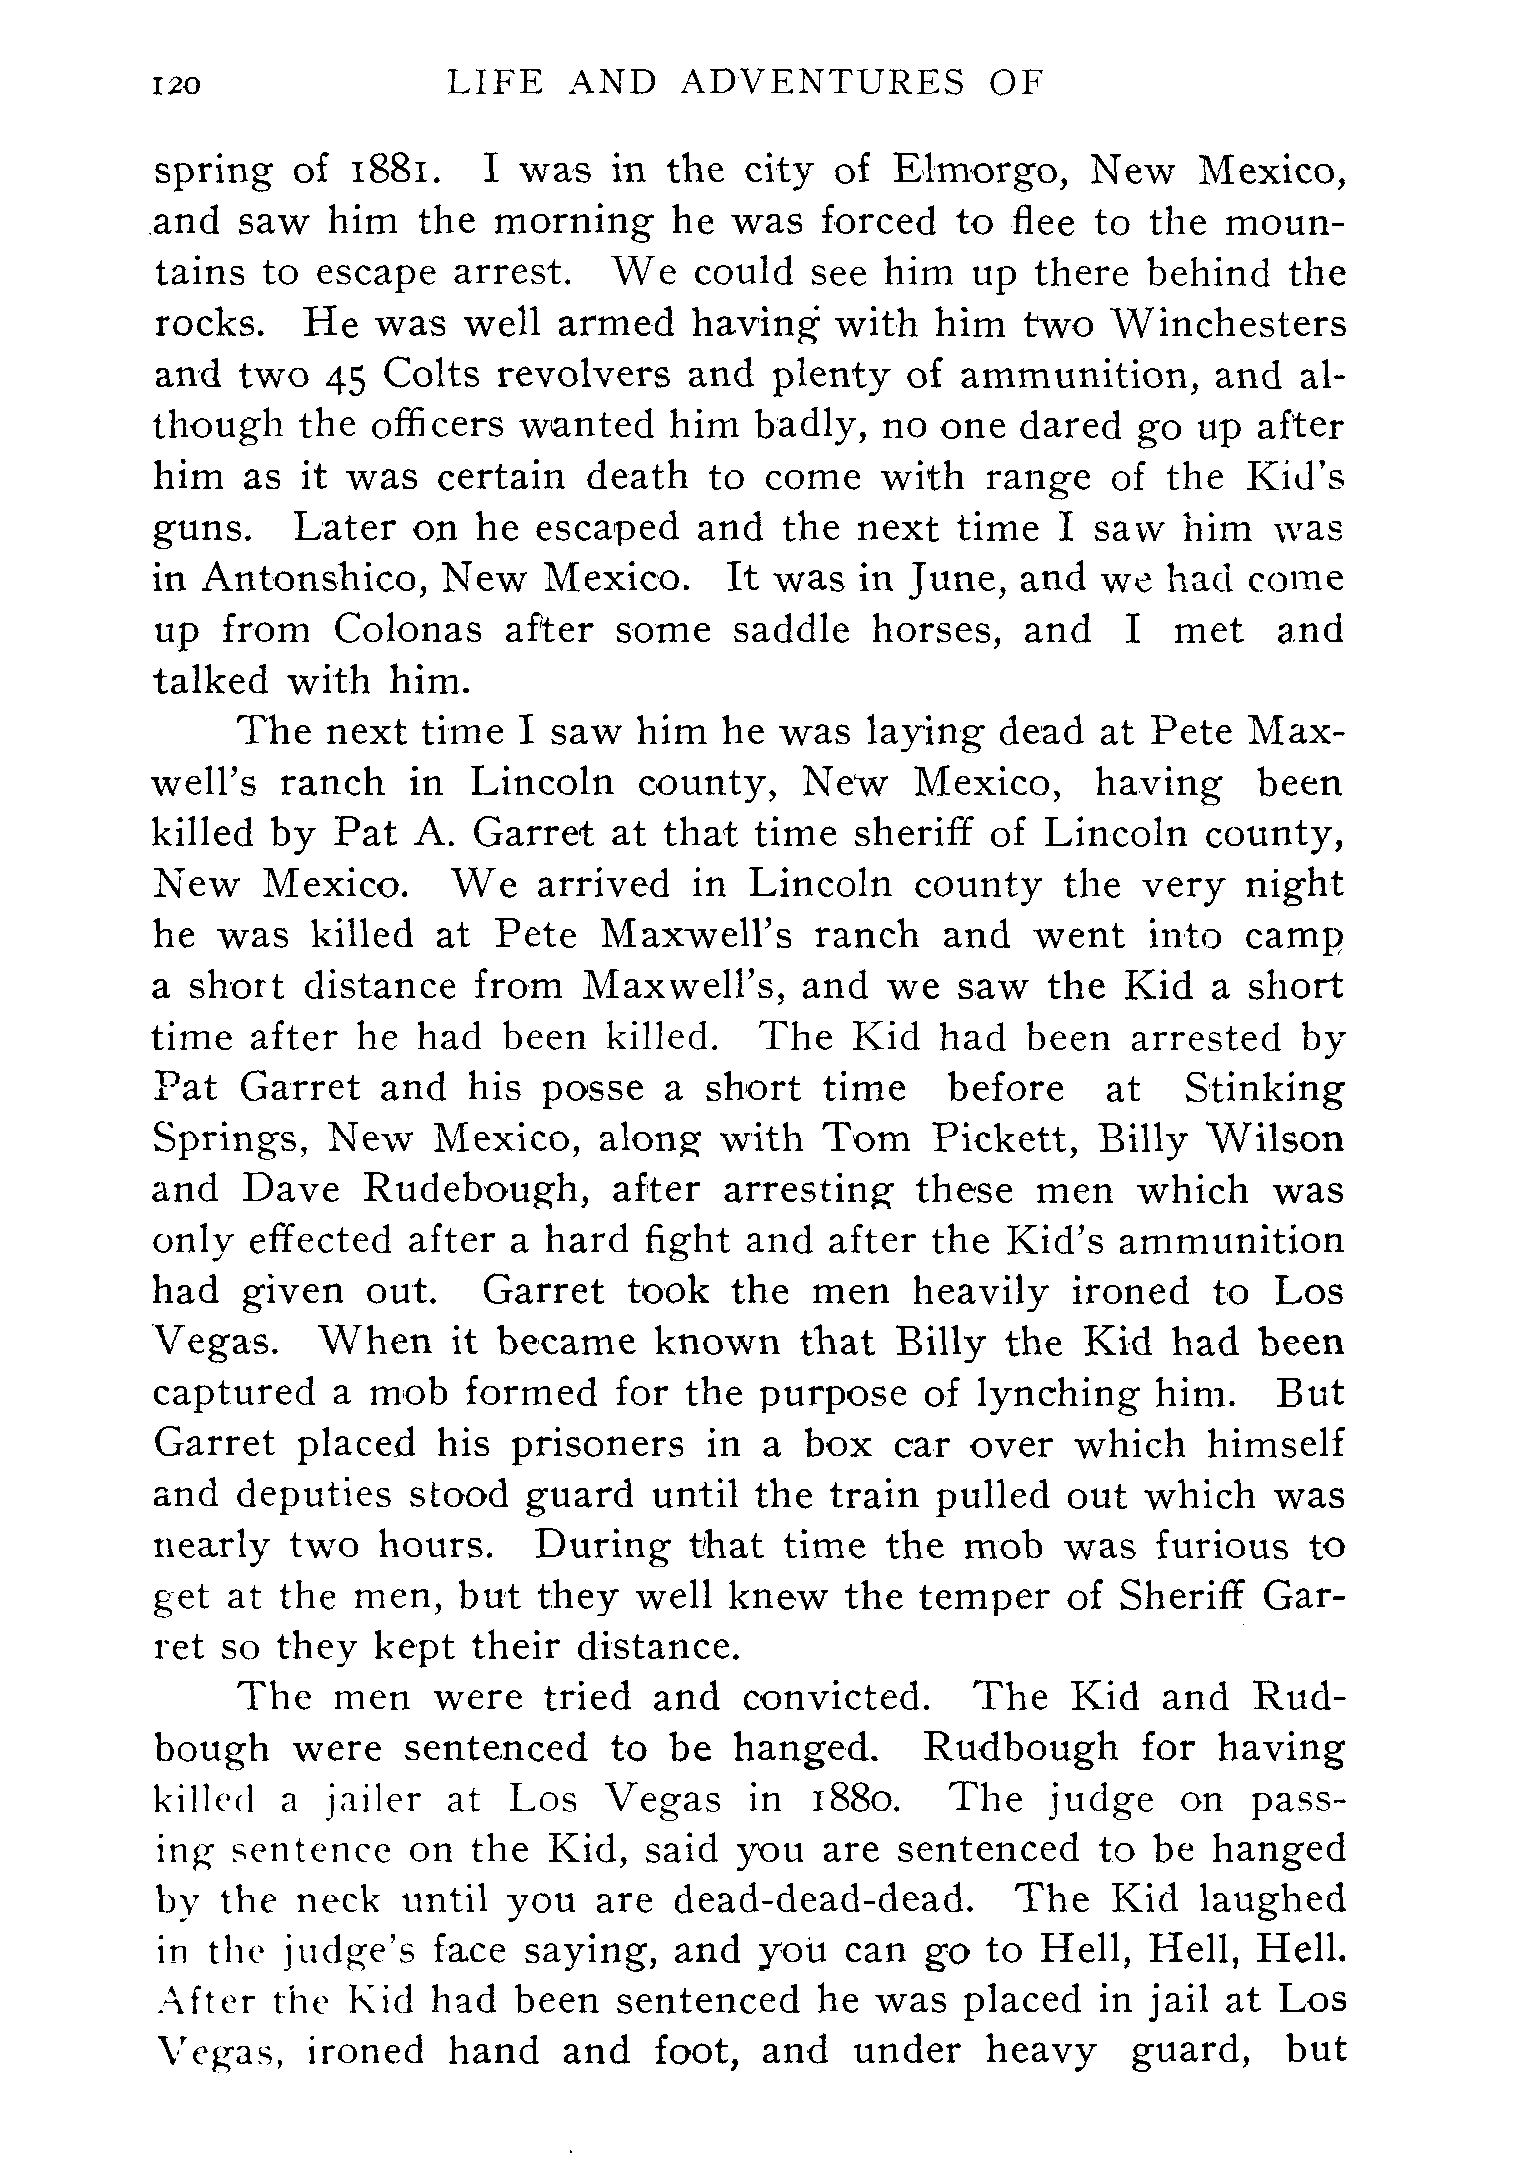 120 LIFE AND ADVENTURES OF
spring of 1881. I was in the city of Elmorgo, New Mexico,
and saw him the morning he was forced to flee to the moun-
tains to escape arrest. We could see him up there behind the
rocks. He was well armed having with him two Winchesters
and two 45 Colts revolvers and plenty of ammunition, and al-
though the officers wanted him badly, no one dared go up after
him as it was certain death to come with range of the Kid's
guns. Later on he escaped and the next time I saw him was
in Antonshico, New Mexico. It was in June, and we had come
up from Colonas after some saddle horses, and I met and
talked with him.
The next time I saw him he was laying dead at Pete Max-
well's ranch in Lincoln county, New Mexico, having been
killed by Pat A. Garret at that time sheriff of Lincoln county,
New Mexico. We arrived in Lincoln county the very night
he was killed at Pete Maxwell's ranch and went into camp
a short distance from Maxwell's, and we saw the Kid a short
time after he had been killed. The Kid had been arrested by
Pat Garret and his posse a short time before at Stinking
Springs, New Mexico, along with Tom Pickett, Billy Wilson
and Dave Rudebough, after arresting these men which was
only effected after a hard fight and after the Kid's ammunition
had given out. Garret took the men heavily ironed to Los
Vegas. When it became known that Billy the Kid had been
captured a mob formed for the purpose of lynching him. But
Garret placed his prisoners in a box car over which himself
and deputies stood guard until the train pulled out which was
nearly two hours. During that time the mob was furious to
get at the men, but they well knew the temper of Sheriff Gar-
ret so they kept their distance.
The men were tried and convicted. The Kid and Rud-
bough were sentenced to be hanged. Rudbough for having
killed a jailer at Los Vegas in 1880. The judge on pass-
ing sentence on the Kid, said you are sentenced to be hanged
by the neck until you are dead-dead-dead. The Kid laughed
in the judge's face saying, and you can go to Hell, Hell, Hell.
After the Kid had been sentenced he was placed in jail at Los
Vegas, ironed hand and foot, and under heavy guard, but